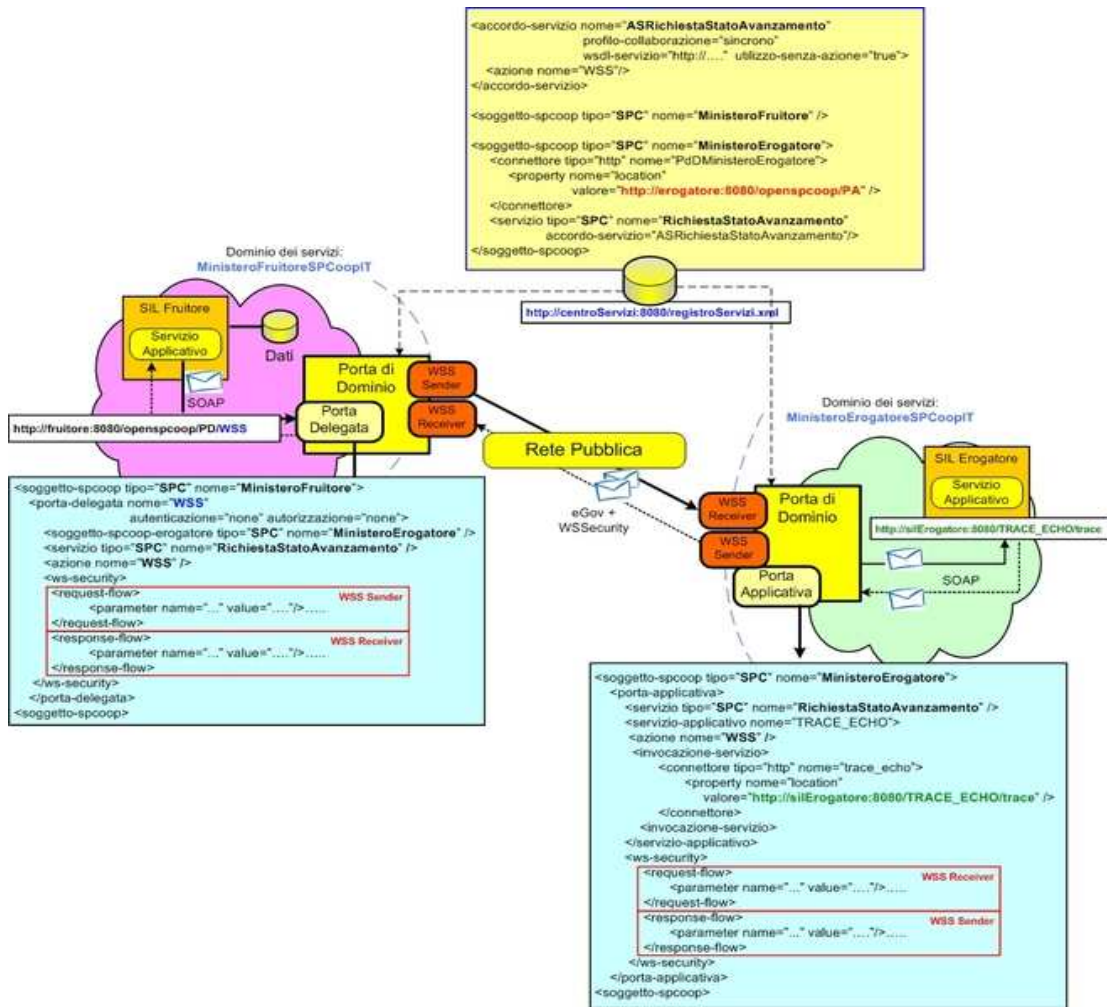 <accordo-servizio nome="ASRichiestaStatoAvanzamento"
profilo-collaborazione="sincrono"
wsdl-servizio="http://...." utilizzo-senza-azione="true">
<azione nome="WSS"/>
</accordo-servizio>
<soggetto-spcoop tipo="SPC" nome="MinisteroFruitore" />
<soggetto-spcoop tipo="SPC" nome="MinisteroErogatore">
<connettore tipo="http" nome="PdDMinisteroErogatore">
<property nome="location"
valore="http://erogatore:8080/openspcoop/PA" />
</connettore>
<servizio tipo="SPC" nome="RichiestaStatoAvanzamento"
accordo-servizio="ASRichiestaStatoAvanzamento"/>
</soggetto-spcoop>
http://centroServizi:8080/registroServizi.xml
Dominio dei servizi:
MinisteroFruitoreSPCoopIT
SIL Fruitore
Servizio
Applicativo
Dati
SOAP
Porta di
Dominio
WSS
Sender
WSS
Receiver
Porta
Delegata
http://fruitore:8080/openspcoop/PD/WSS
Rete Pubblica
eGov +
WSSecurity
Dominio dei servizi:
MinisteroErogatoreSPCoopIT
SIL Erogatore
Servizio
Applicativo
WSS
Receiver
WSS
Sender
Porta di
Dominio
Porta
Applicativa
http://silErogatore:8080/TRACE_ECHO/trace
SOAP
<soggetto-spcoop tipo="SPC" nome="MinisteroFruitore">
<porta-delegata nome="WSS"
autenticazione="none" autorizzazione="none">
<soggetto-spcoop-erogatore tipo="SPC" nome="MinisteroErogatore" />
<servizio tipo="SPC" nome="RichiestaStatoAvanzamento" />
<azione nome="WSS" />
<ws-security>
<request-flow> WSS Sender
<parameter name="..." value="...."/>.....
</request-flow>
<response-flow> WSS Receiver
<parameter name="..." value="...."/>.....
</response-flow>
</ws-security>
</porta-delegata>
<soggetto-spcoop>
<soggetto-spcoop tipo="SPC" nome="MinisteroErogatore">
<porta-applicativa>
<servizio tipo="SPC" nome="RichiestaStatoAvanzamento" />
<servizio-applicativo nome="TRACE_ECHO">
<azione nome="WSS" />
<invocazione-servizio>
<connettore tipo="http" nome="trace_echo">
<property nome="location"
valore="http://silErogatore:8080/TRACE_ECHO/trace" />
</connettore>
<invocazione-servizio>
</servizio-applicativo>
<ws-security>
<request-flow> WSS Receiver
<parameter name="..." value="...."/>.....
</request-flow>
<response-flow> WSS Sender
<parameter name="..." value="...."/>.....
</response-flow>
</ws-security>
</porta-applicativa>
<soggetto-spcoop>